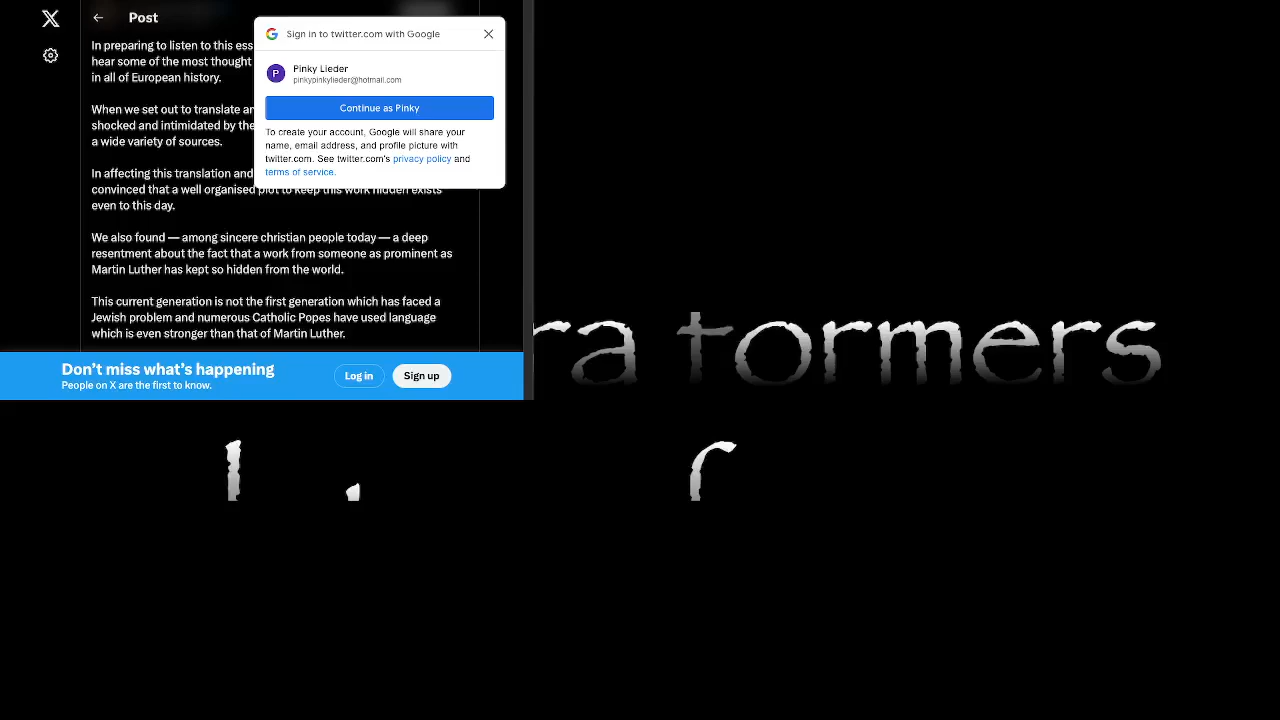 Post
In preparing to listen to this
hear some of the most thought
in all of European history.
When we set out to translate
shocked and intimidated by the
a wide variety of sources.
In affecting this translation and
convinced that a well organised plot to keep this work hidden exists
even to this day.
We also found — among sincere christian people today — a deep
resentment about the fact that a work from someone as prominent as
Martin Luther has kept so hidden from the world.
This current generation is not the first generation which has faced a
Jewish problem and numerous Catholic Popes have used language
which is even stronger than that of Martin Luther.
Sign in to twitter.com with Google
P
Pinky Lieder
pinkypinkylieder@hotmail.com
Continue as Pinky
To create your account, Google will share your
name, email address, and profile picture with
twitter.com. See twitter.com's privacy policy and
terms of service.
Don't miss what's happening
People on X are the first to know.
Log in
Sign up
ra tormers